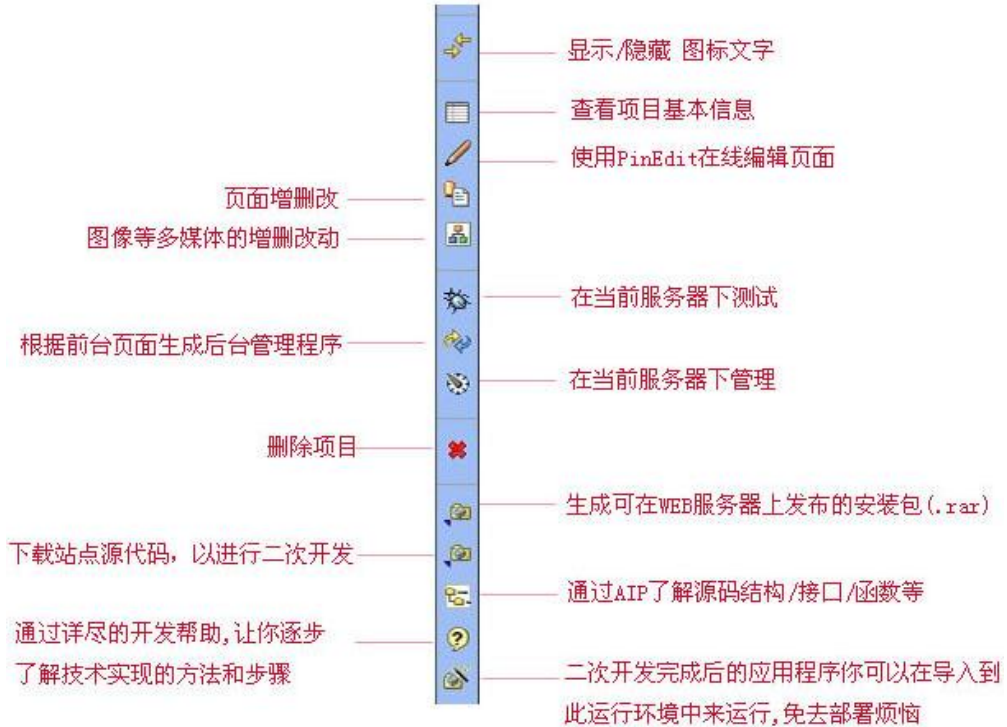 显示/隐藏 图标文字
查看项目基本信息
使用PinEdit在线编辑页面
页面增删改
图像等多媒体的增删改动
在当前服务器下测试
根据前台页面生成后台管理程序
在当前服务器下管理
删除项目
生成可在WEB服务器上发布的安装包(.rar)
下载站点源代码，以进行二次开发
通过AIP了解源码结构/接口/函数等
通过详尽的开发帮助,让你逐步
了解技术实现的方法和步骤
二次开发完成后的应用程序你可以在导入到
此运行环境中来运行,免去部署烦恼